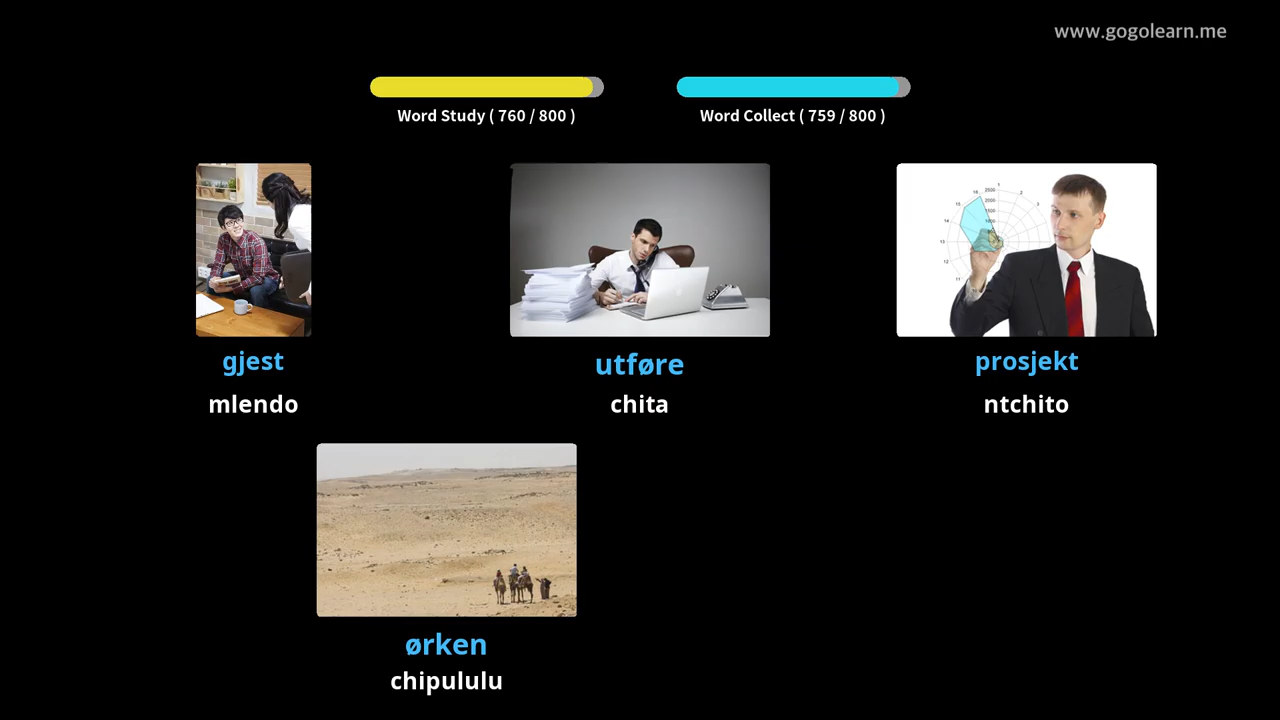 www.gogolearn.me
Word Study ( 760 / 800 )
Word Collect ( 759 / 800 )
gjest
utføre
prosjekt
mlendo
chita
ntchito
ørken
chipululu